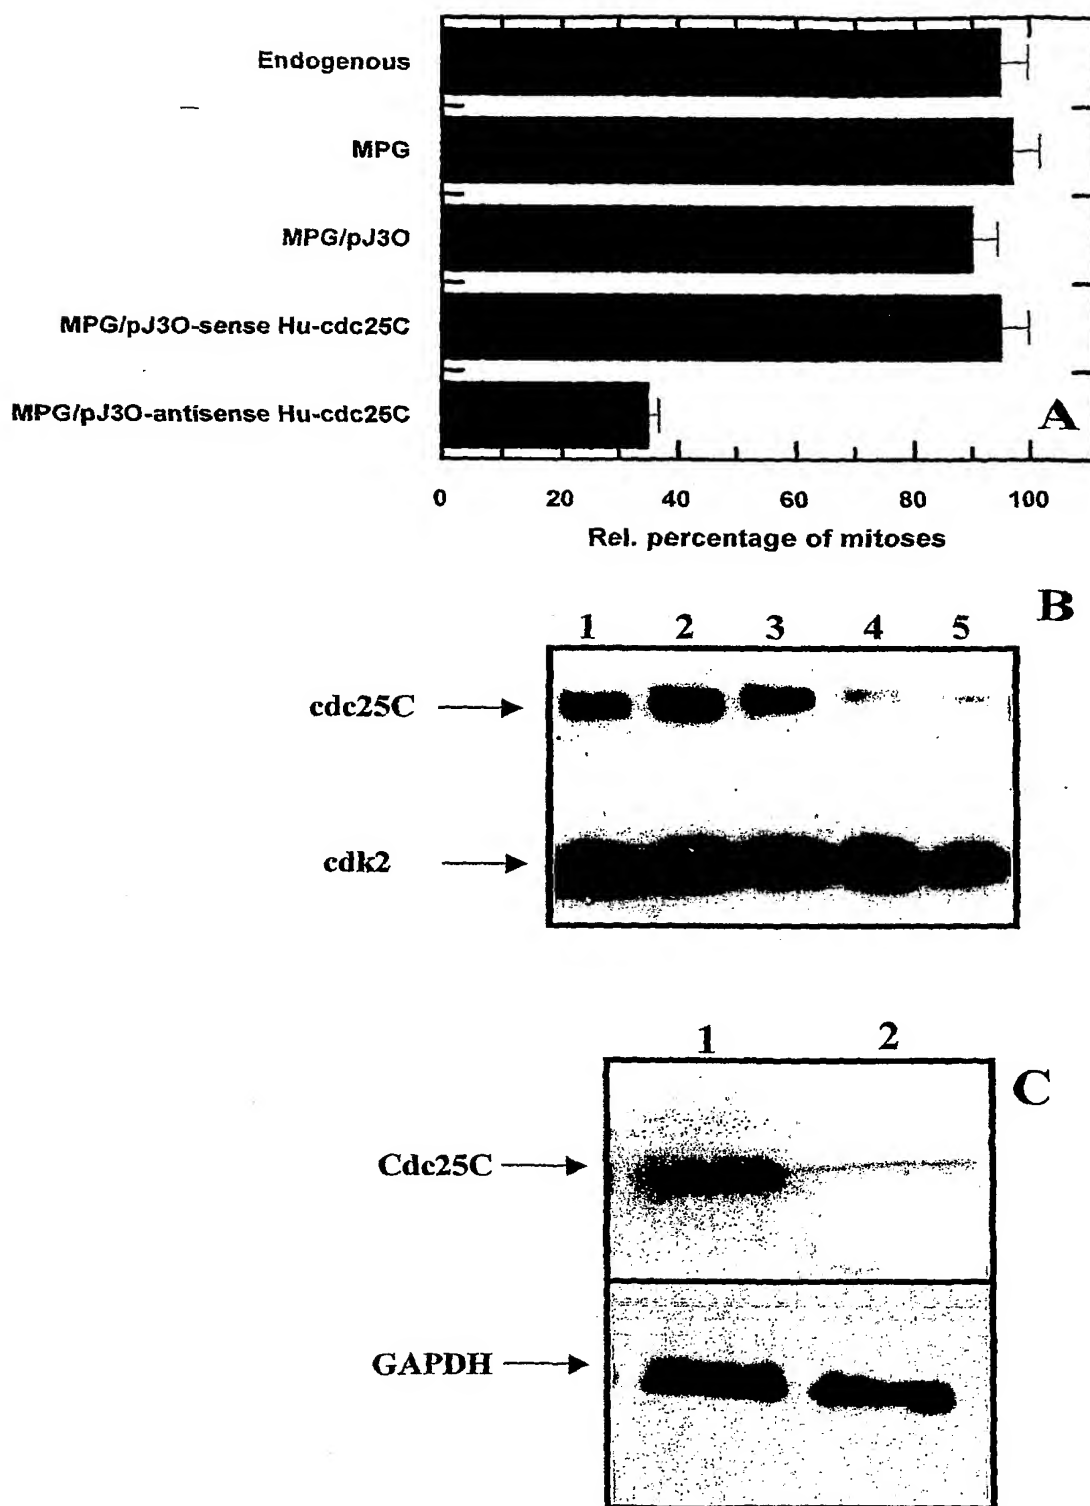 Endogenous
MPG
MPG/pJ3O
MPG/pJ3O-sense Hu-cdc25C
MPG/pJ3O-antisense Hu-cdc25C
A
0 20 40 60 80 100
Rel. percentage of mitoses
B
1 2 3 4 5
cdc25C
cdk2
1 2
C
Cdc25C
GAPDH